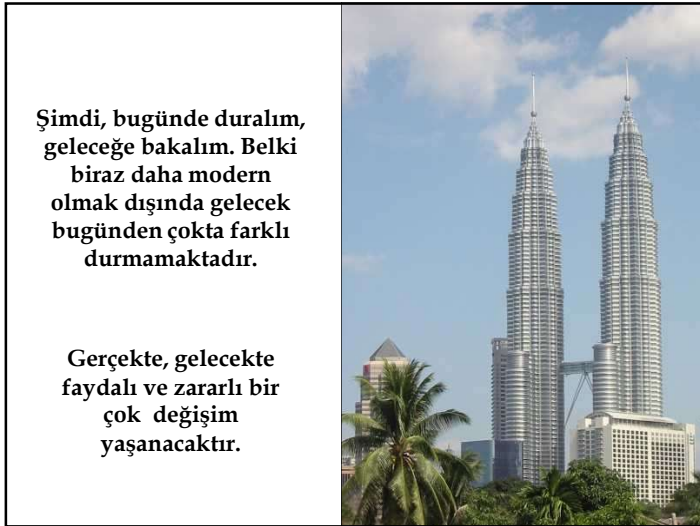 Şimdi, bugünde duralım,
geleceğe bakalım. Belki
biraz daha modern
olmak dışında gelecek
bugünden çokta farklı
durmamaktadır.
Gerçekte, gelecekte
faydalı ve zararlı bir
çok  değişim
yaşanacaktır.